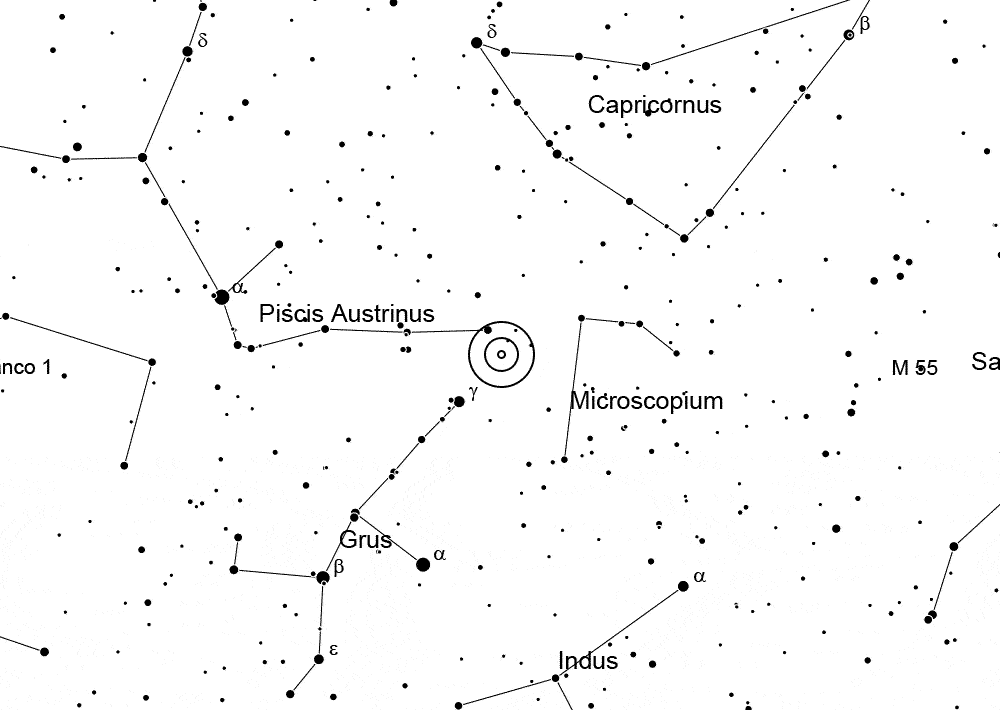 β
δ
δ
Capricornus
α
Piscis Austrinus
anco 1
M 55
Sa
γ
Microscopium
Grus
α
β
α
ε
Indus